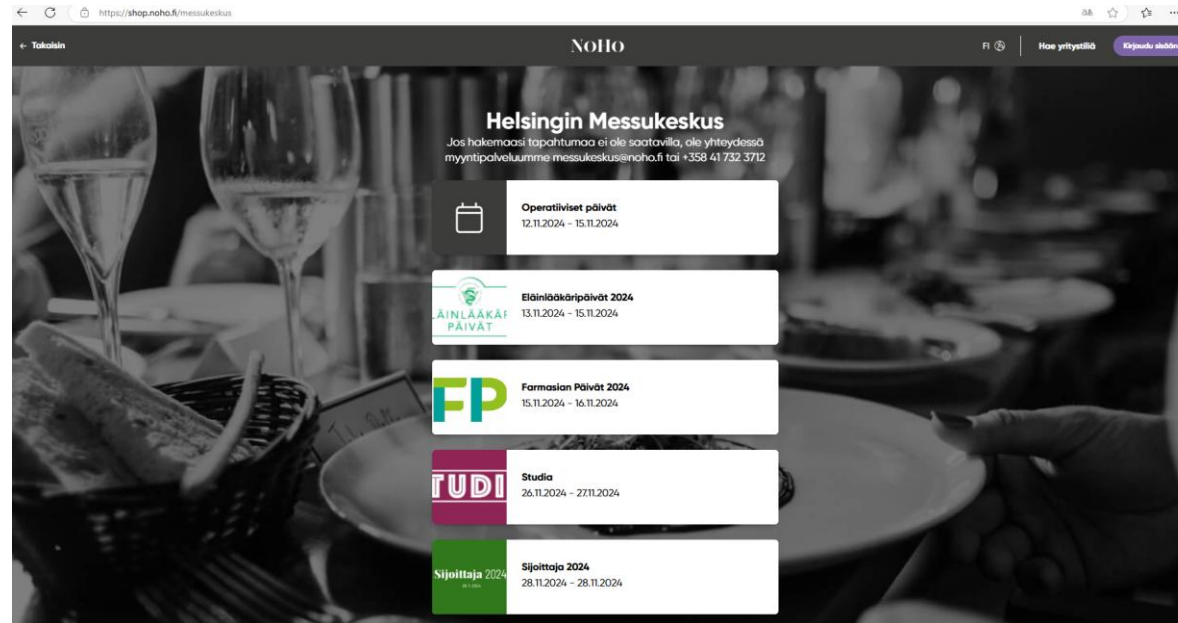 https://shop.noho.fi/messukeskus
← Takaisin
NOHO
FI
Hae yritystiliä
Kirjaudu sisään
Helsingin Messukeskus
Jos hakemaasi tapahtumaa ei ole saatavilla, ole yhteydessä
myyntipalveluumme messukeskus@noho.fi tai +358 41 732 3712
Operatiiviset päivät
12.11.2024 - 15.11.2024
LÄINLÄÄKÄR
PÄIVÄT
Eläinlääkäripäivät 2024
13.11.2024 - 15.11.2024
FP
Farmasian Päivät 2024
15.11.2024 - 16.11.2024
TUDI
Studia
26.11.2024 - 27.11.2024
Sijoittaja 2024
Sijoittaja 2024
28.11.2024 - 28.11.2024